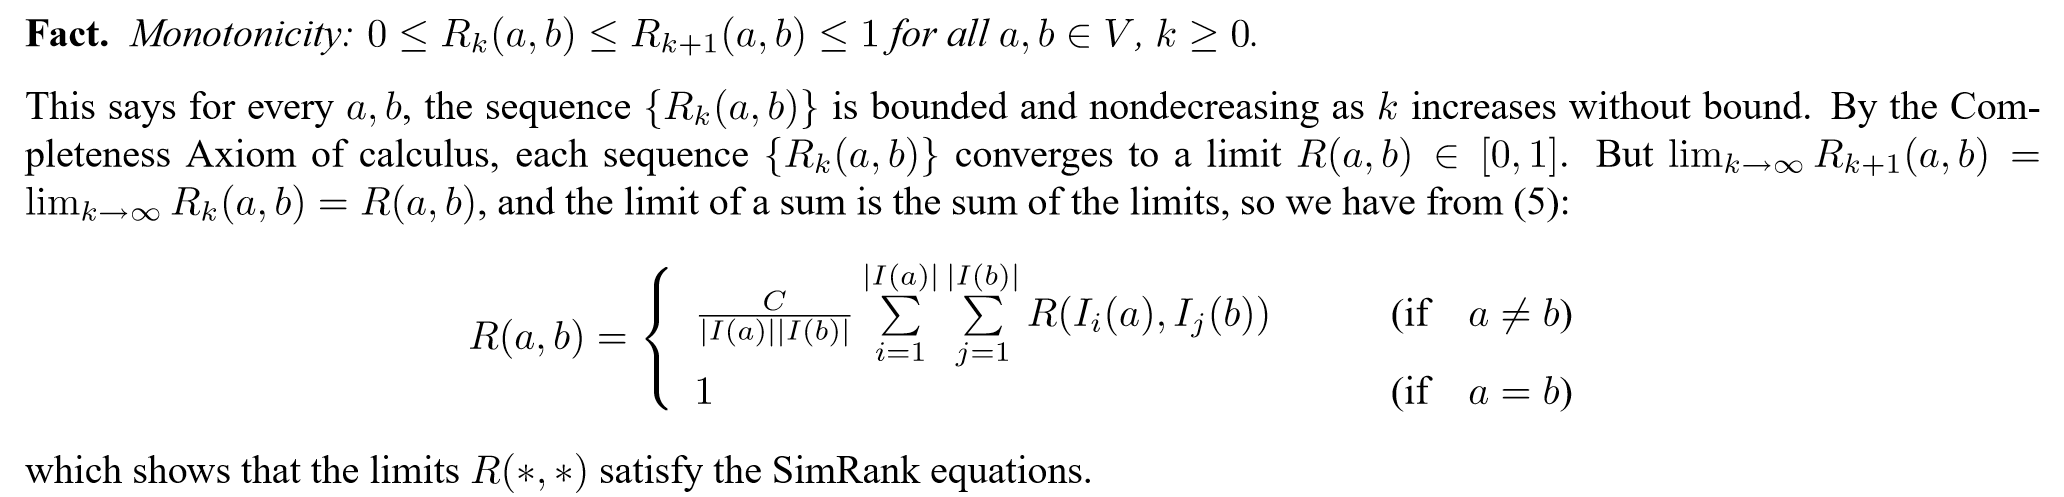 Fact. Monotonicity: 0 ≤ R_k(a, b) ≤ R_{k+1}(a, b) ≤ 1 for all a, b ∈ V, k ≥ 0.
This says for every a, b, the sequence {R_k(a, b)} is bounded and nondecreasing as k increases without bound. By the Com-
pleteness Axiom of calculus, each sequence {R_k(a, b)} converges to a limit R(a, b) ∈ [0, 1]. But lim_{k→∞} R_{k+1}(a, b) =
lim_{k→∞} R_k(a, b) = R(a, b), and the limit of a sum is the sum of the limits, so we have from (5):
R(a, b) = { \frac{C}{|I(a)||I(b)|} \sum_{i=1}^{|I(a)|} \sum_{j=1}^{|I(b)|} R(I_i(a), I_j(b)) (if a ≠ b)
1 (if a = b)
which shows that the limits R(∗, ∗) satisfy the SimRank equations.